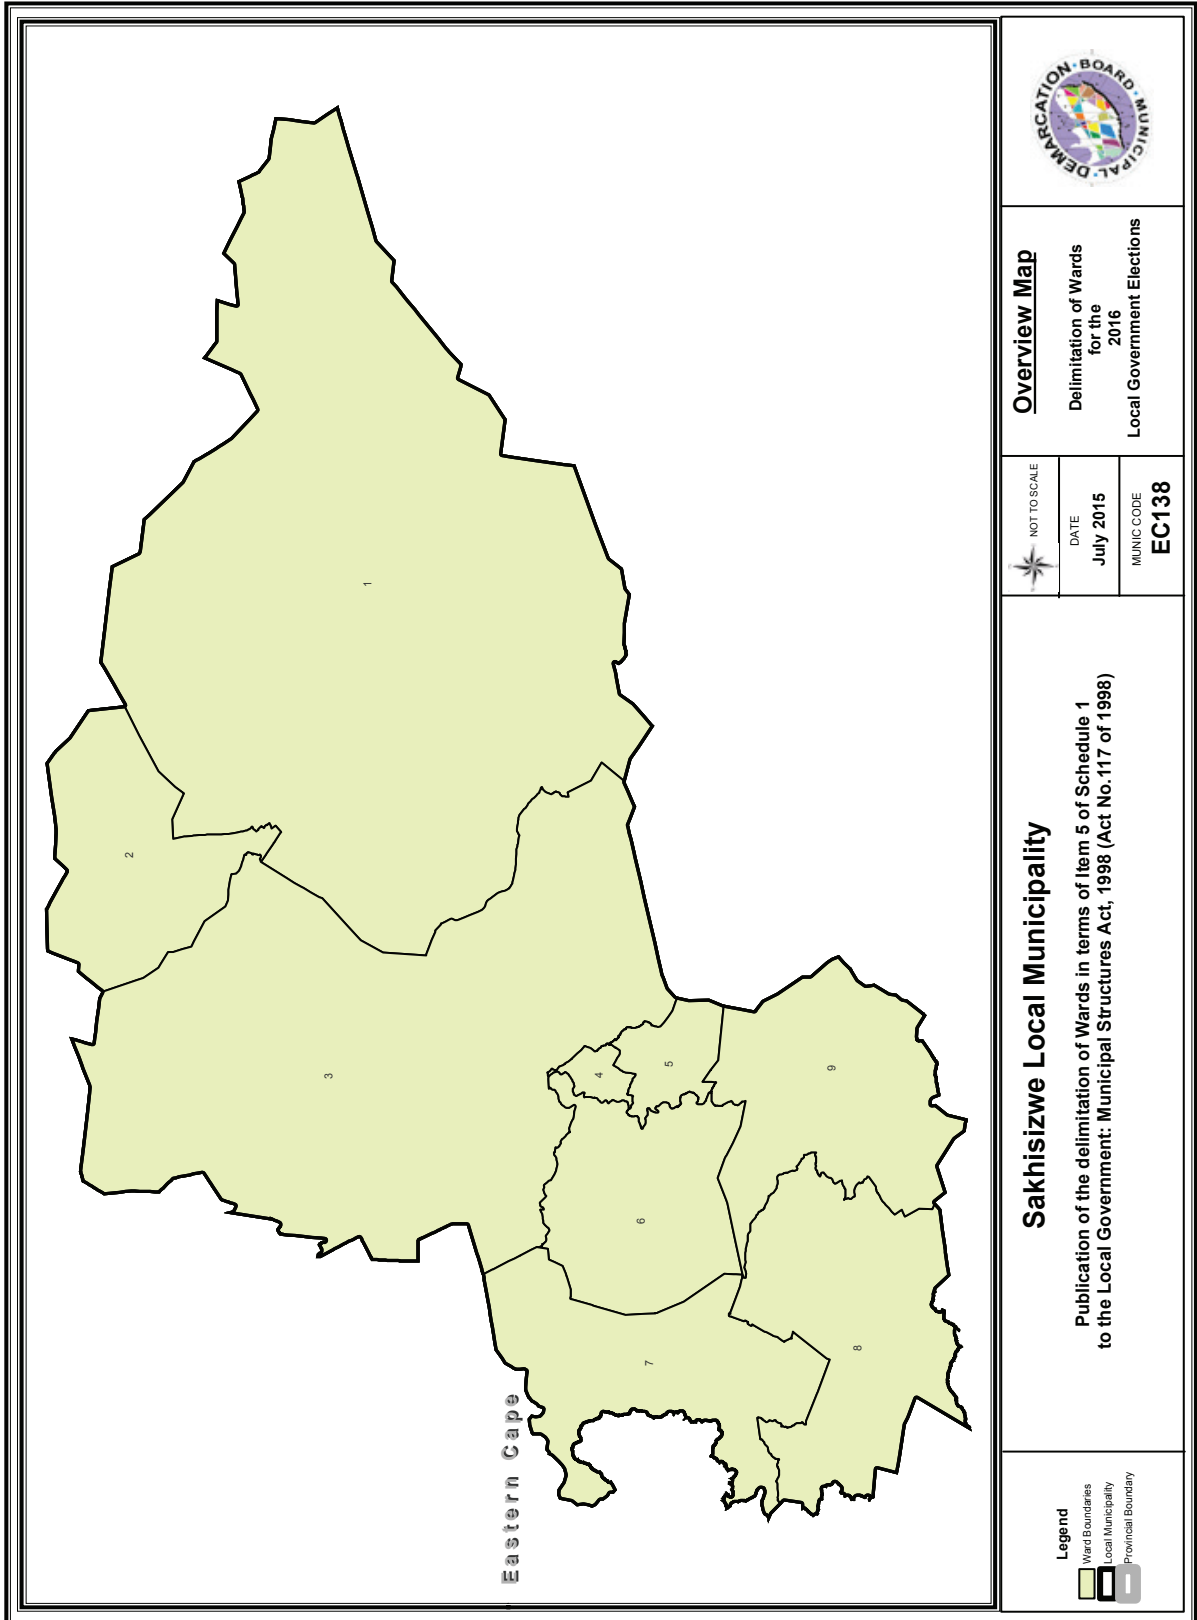 Eastern Cape
1
2
3
4
5
6
7
8
9
Legend
Ward Boundaries
Local Municipality
Provincial Boundary
Sakhisizwe Local Municipality
Publication of the delimitation of Wards in terms of Item 5 of Schedule 1
to the Local Government: Municipal Structures Act, 1998 (Act No.117 of 1998)
NOT TO SCALE
DATE
July 2015
MUNIC CODE
EC138
Overview Map
Delimitation of Wards
for the
2016
Local Government Elections
MUNICIPAL · DEMARCATION · BOARD ·